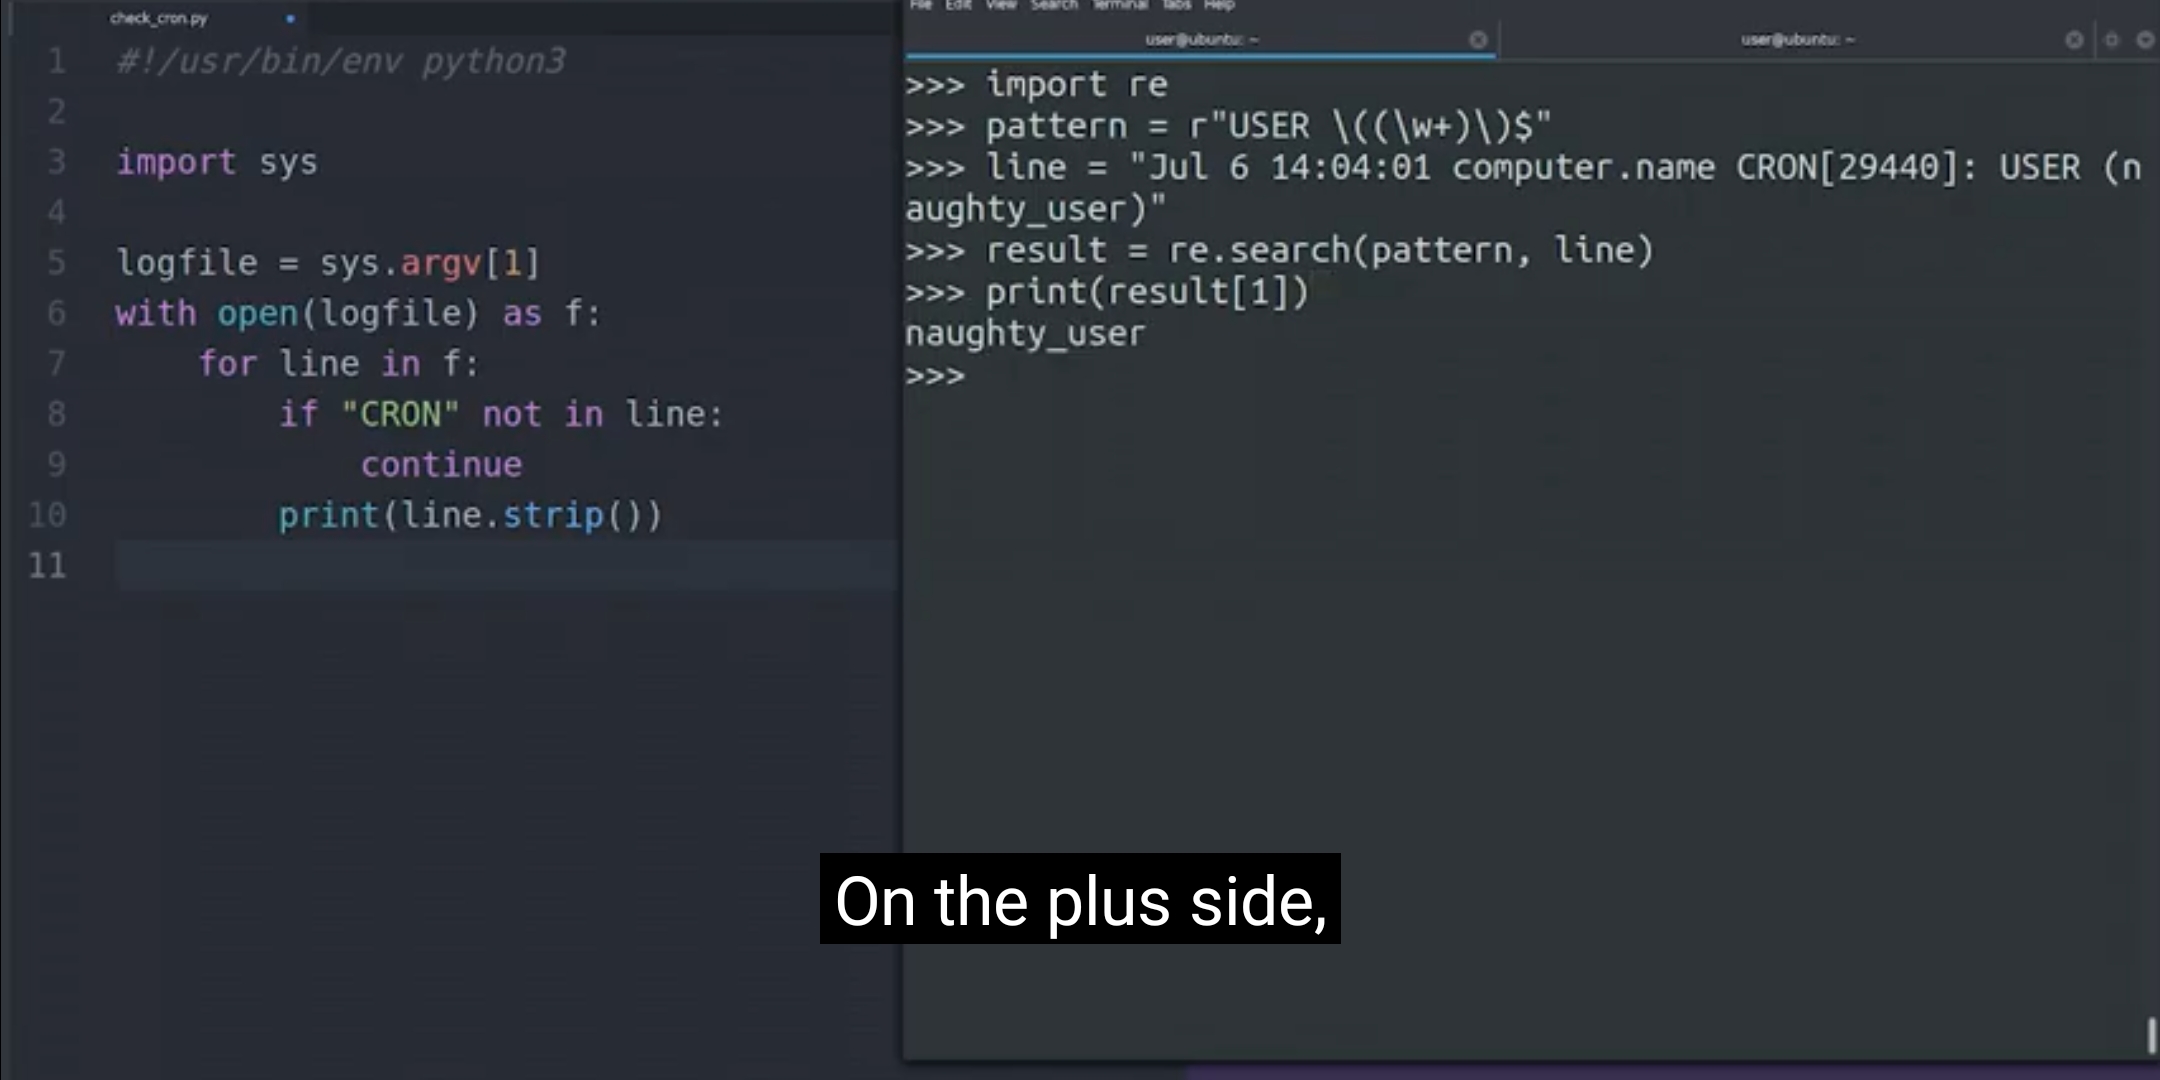 check_cron.py
1 #!/usr/bin/env python3
2
3 import sys
4
5 logfile = sys.argv[1]
6 with open(logfile) as f:
7     for line in f:
8         if "CRON" not in line:
9             continue
10         print(line.strip())
11
File Edit View Search Terminal Tabs Help
user@ubuntu: ~
user@ubuntu: ~
>>> import re
>>> pattern = r"USER \((\w+)\)$"
>>> line = "Jul 6 14:04:01 computer.name CRON[29440]: USER (n
aughty_user)"
>>> result = re.search(pattern, line)
>>> print(result[1])
naughty_user
>>>
On the plus side,